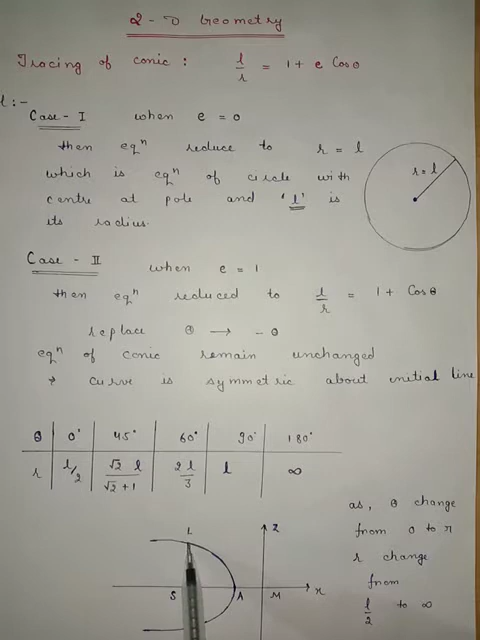 2-D Geometry
Tracing of conic : l/r = 1 + e Cosθ
l :-
Case - I when e = 0
then eqⁿ reduce to r = l
which is eqⁿ of circle with
centre at pole and 'l' is
its radius.
r = l
Case - II when e = 1
then eqⁿ reduced to l/r = 1 + Cosθ
replace θ → -θ
eqⁿ of conic remain unchanged
⇒ curve is symmetric about initial line
θ 0° 45° 60° 90° 180°
r l/2 √2 l/√2+1 2l/3 l ∞
as, θ change
from 0 to π
r change
from
l/2 to ∞
L Z
S A M x